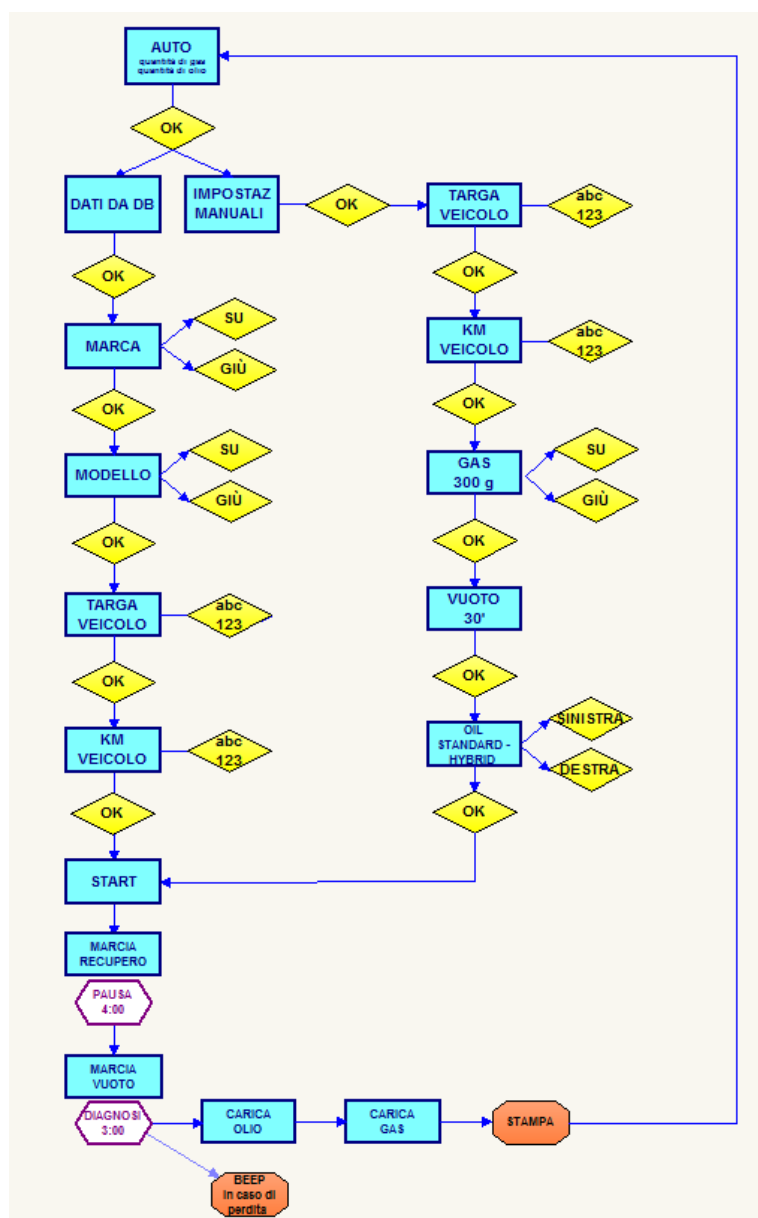 AUTO
quantità di gas
quantità di olio
OK
DATI DA DB
IMPOSTAZ
MANUALI
OK
TARGA
VEICOLO
abc
123
OK
OK
KM
VEICOLO
abc
123
MARCA
SU
GIÙ
OK
OK
MODELLO
SU
GIÙ
GAS
300 g
SU
GIÙ
OK
OK
TARGA
VEICOLO
abc
123
VUOTO
30'
OK
OK
KM
VEICOLO
abc
123
OIL
STANDARD -
HYBRID
SINISTRA
DESTRA
OK
OK
START
MARCIA
RECUPERO
PAUSA
4:00
MARCIA
VUOTO
DIAGNOSI
3:00
CARICA
OLIO
CARICA
GAS
STAMPA
BEEP
in caso di
perdita